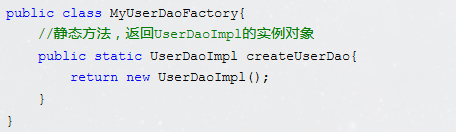 public class MyUserDaoFactory{
//静态方法，返回UserDaoImpl的实例对象
public static UserDaoImpl createUserDao{
return new UserDaoImpl();
}
}